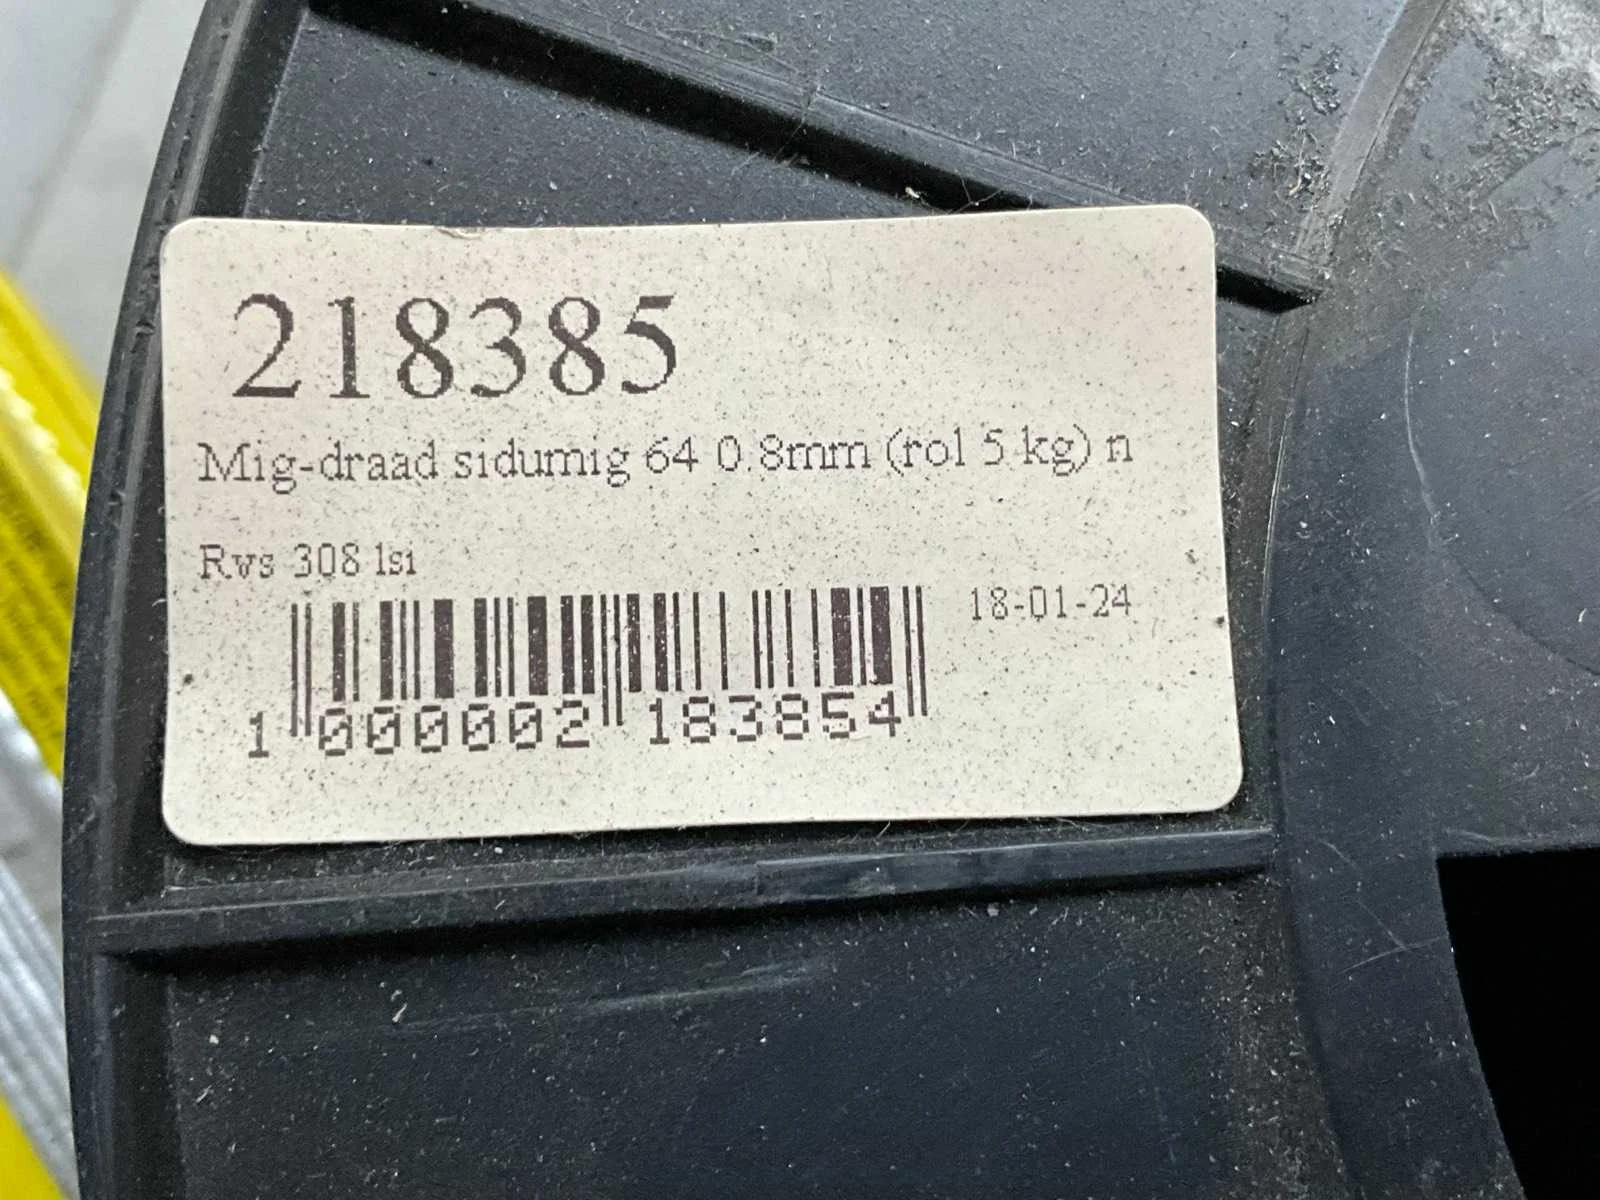 218385
Mig-draad sidumig 64 0.8mm (rol 5 kg) n
Rvs 308 lsi
18-01-24
1 000002 183854